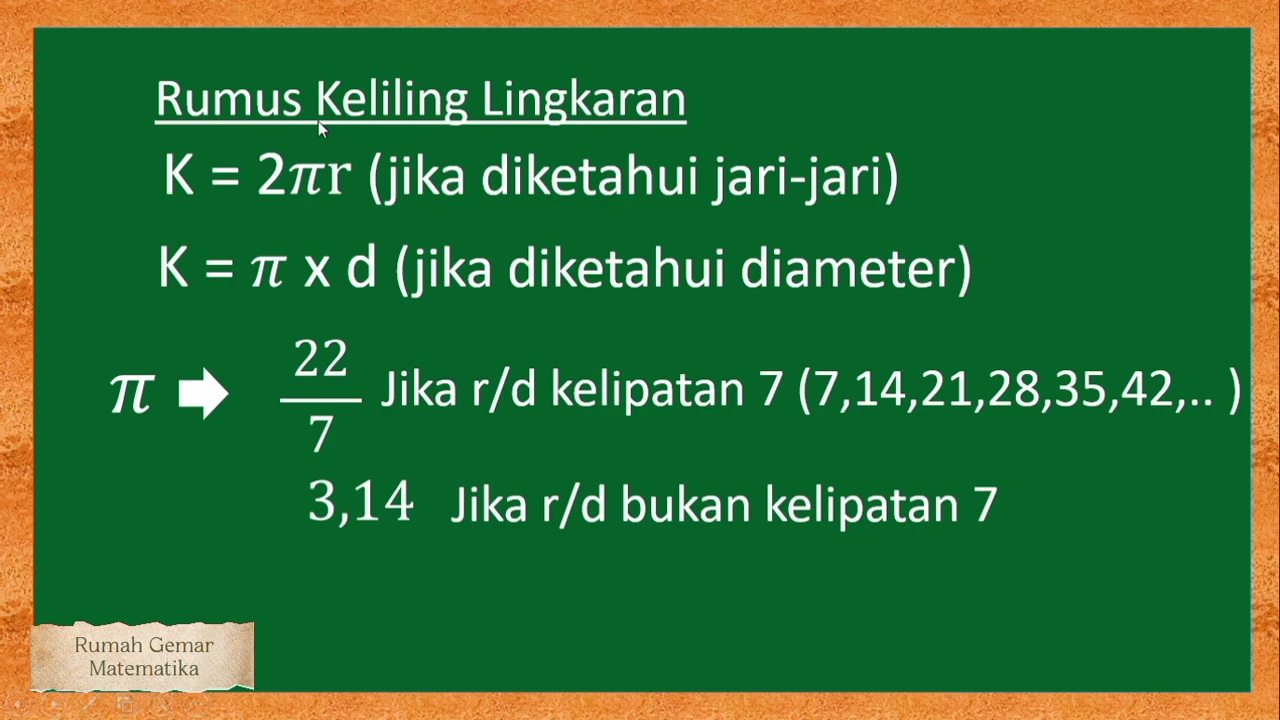 Rumus Keliling Lingkaran
K = 2πr (jika diketahui jari-jari)
K = π x d (jika diketahui diameter)
π 22/7 Jika r/d kelipatan 7 (7,14,21,28,35,42,.. )
3,14 Jika r/d bukan kelipatan 7
Rumah Gemar
Matematika